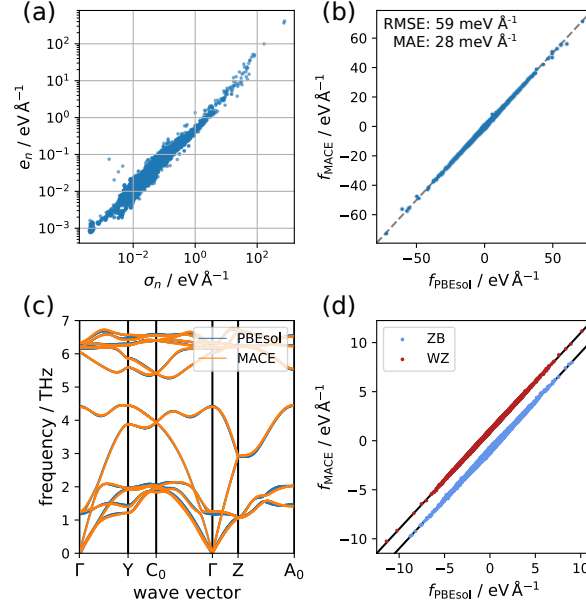 (a)
10²
10¹
10⁰
10⁻¹
10⁻²
10⁻³
eₙ / eV Å⁻¹
10⁻²
10⁰
10²
σₙ / eV Å⁻¹
(b)
RMSE: 59 meV Å⁻¹
MAE: 28 meV Å⁻¹
60
40
20
0
−20
−40
−60
f_MACE / eV Å⁻¹
−50
0
50
f_PBEsol / eV Å⁻¹
(c)
7
6
5
4
3
2
1
0
frequency / THz
PBEsol
MACE
Γ
Y
C₀
Γ
Z
A₀
wave vector
(d)
ZB
WZ
10
5
0
−5
−10
f_MACE / eV Å⁻¹
−10
−5
0
5
10
f_PBEsol / eV Å⁻¹